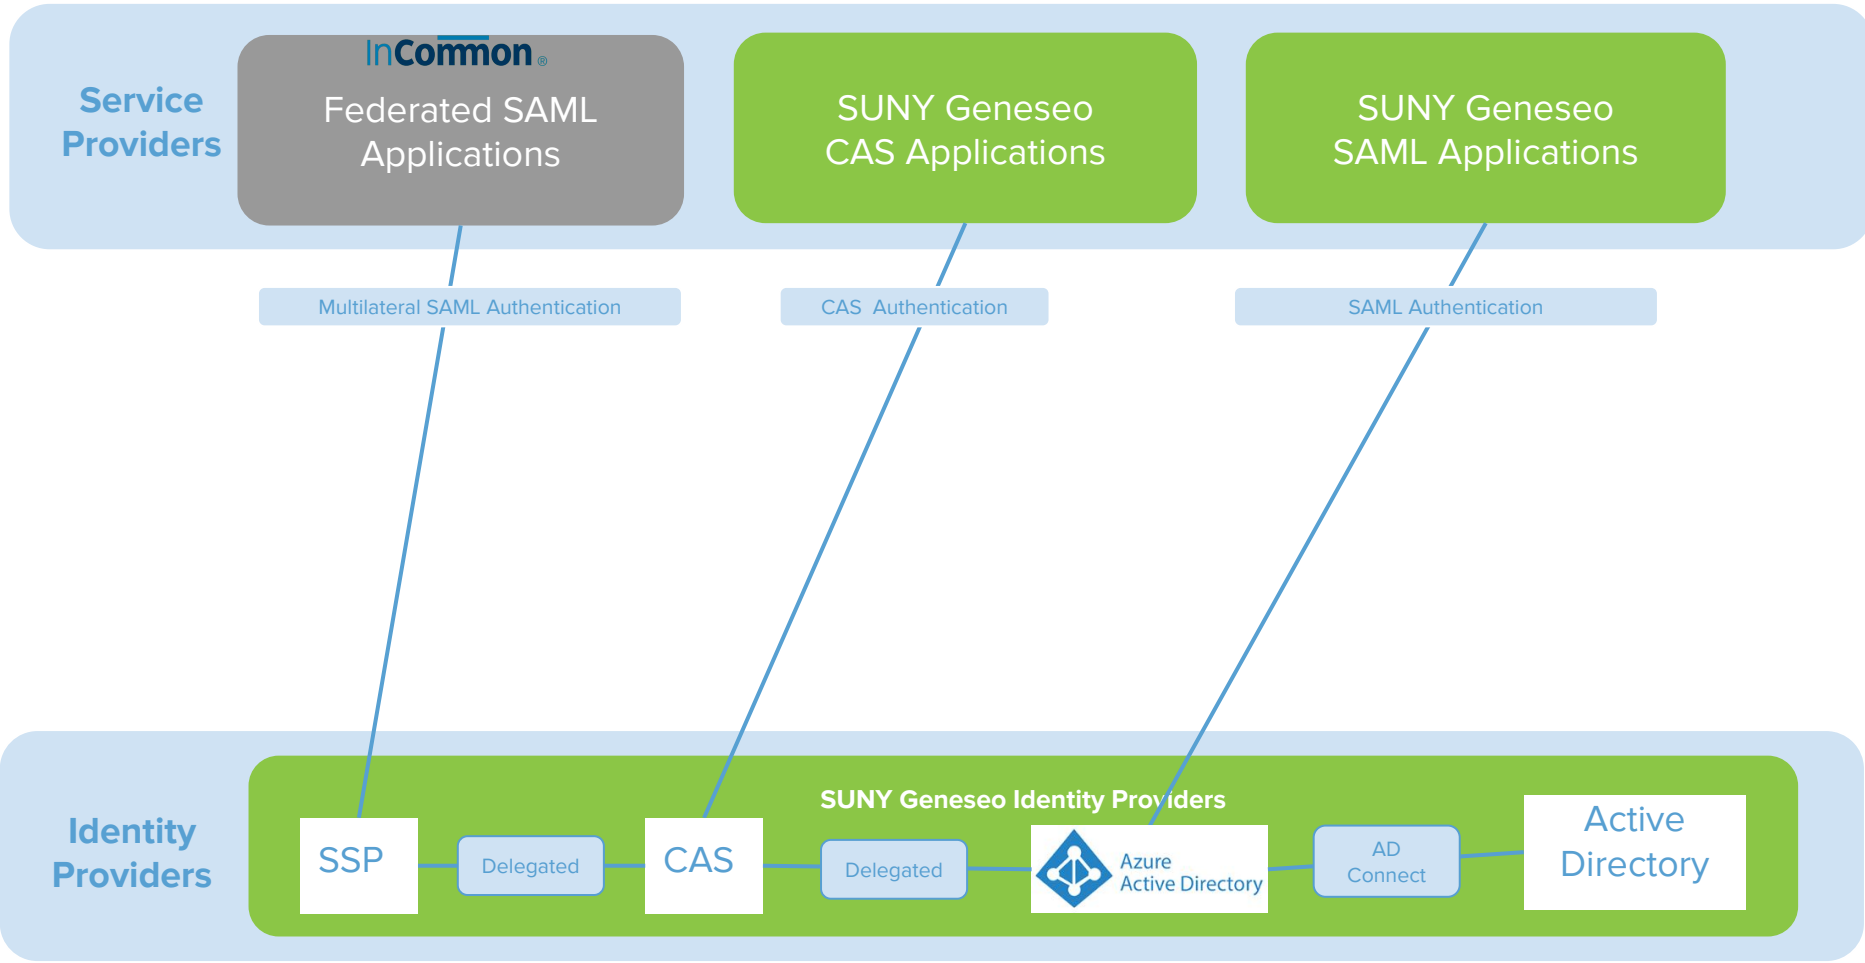 Service
Providers
InCommon®
Federated SAML
Applications
SUNY Geneseo
CAS Applications
SUNY Geneseo
SAML Applications
Multilateral SAML Authentication
CAS Authentication
SAML Authentication
Identity
Providers
SUNY Geneseo Identity Providers
SSP
Delegated
CAS
Delegated
Azure
Active Directory
AD
Connect
Active
Directory